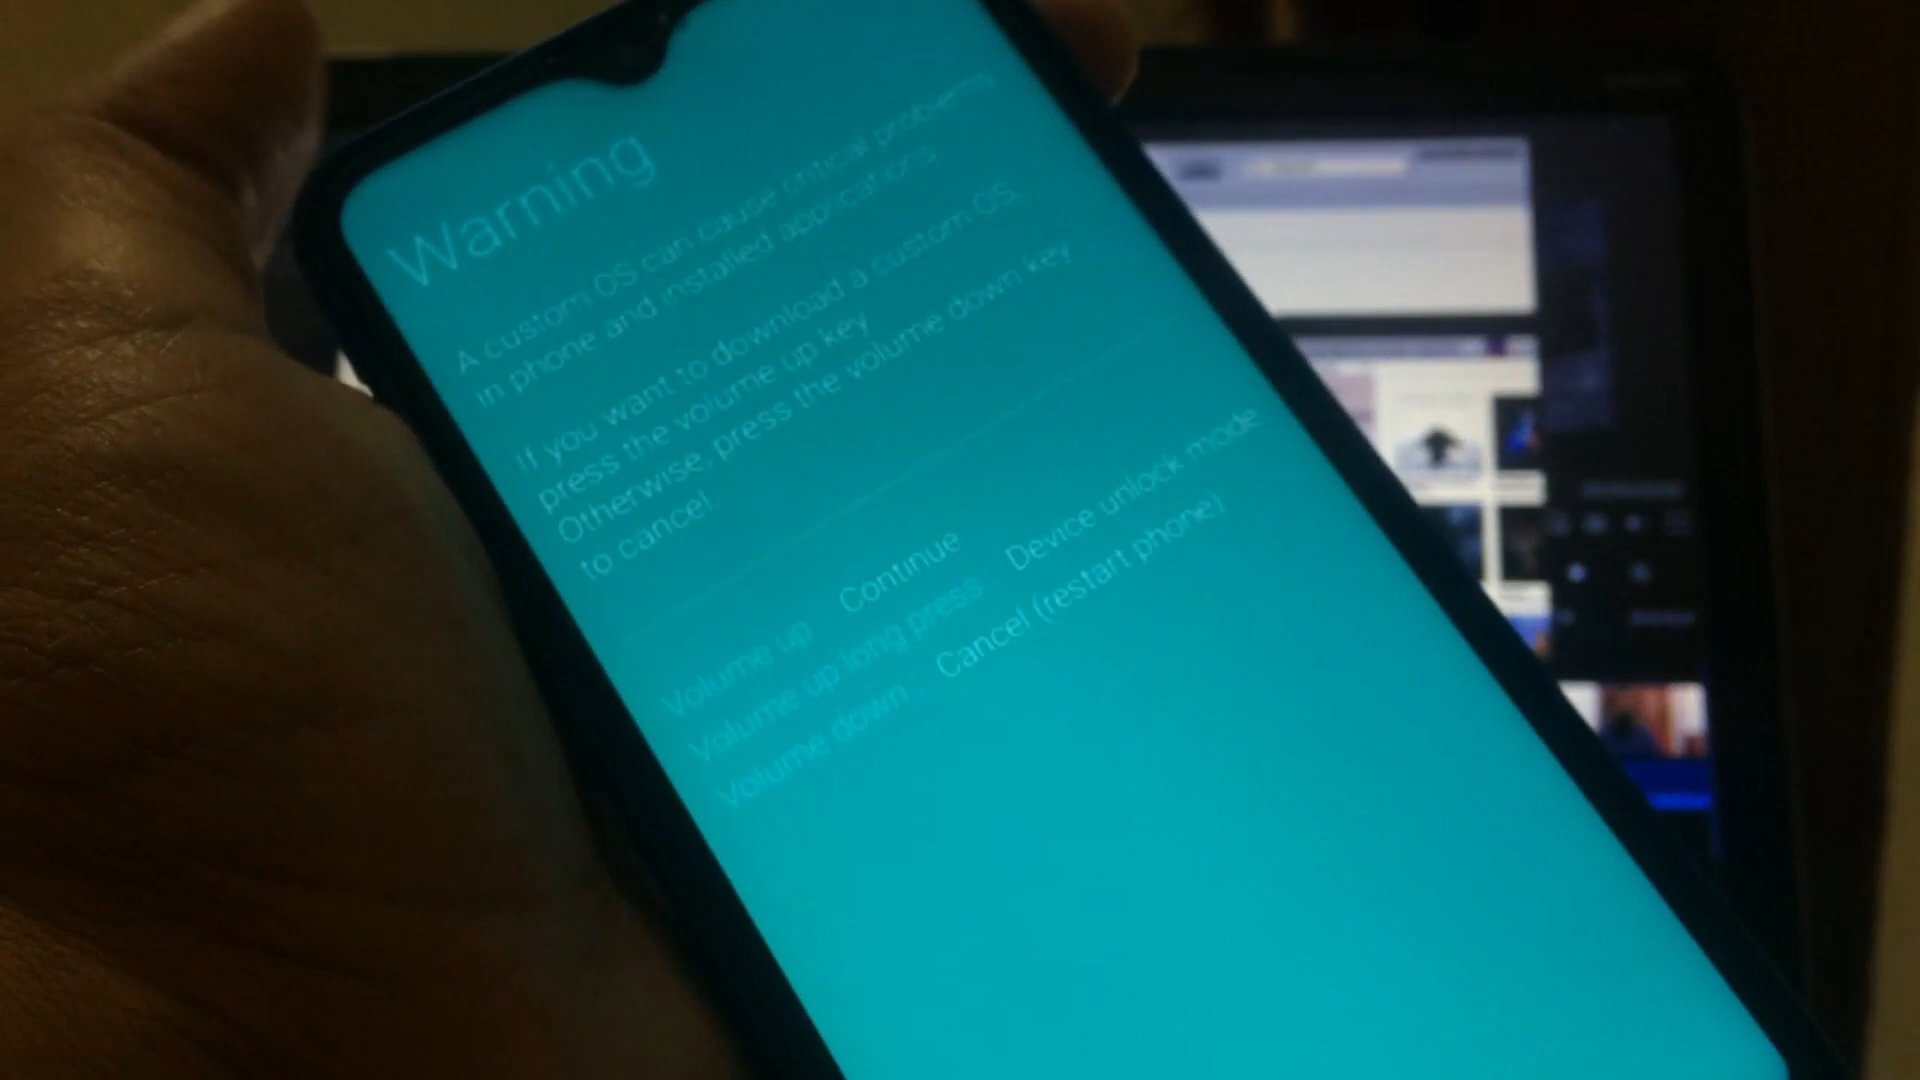 Warning
A custom OS can cause critical problems
in phone and installed applications.
If you want to download a custom OS,
press the volume up key
Otherwise, press the volume down key
to cancel.
Volume up : Continue
Volume up long press : Device unlock mode
Volume down : Cancel (restart phone)